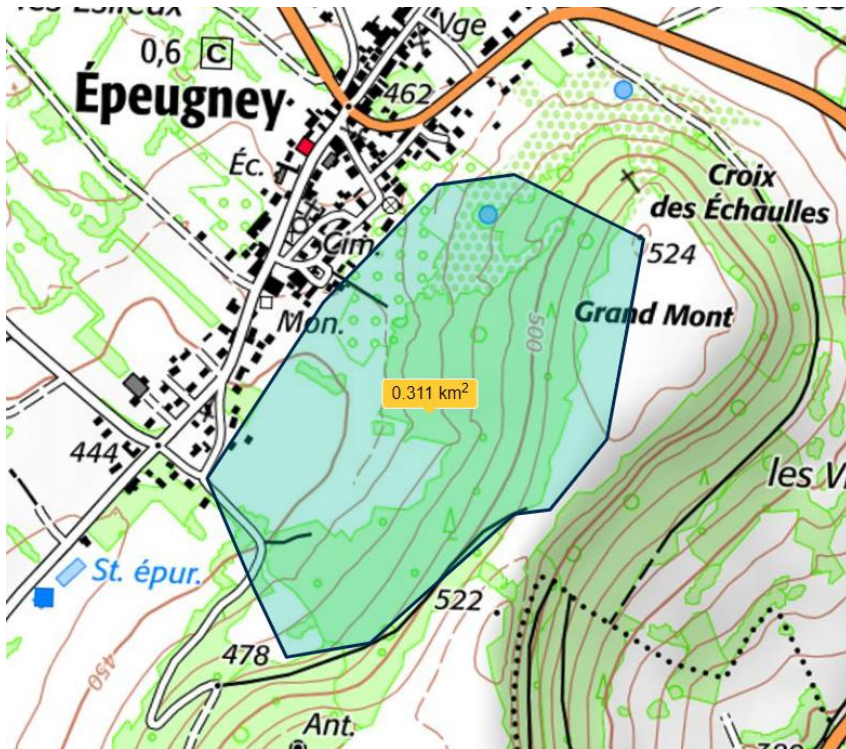 Vge
0,6 C
Épeugney
462
Éc.
Croix
des Échaulles
Cim.
524
Mon.
Grand Mont
500
0.311 km²
444
les V
St. épur.
522
450
478
Ant.